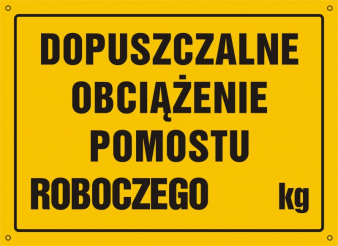 DOPUSZCZALNE
OBCIĄŻENIE
POMOSTU
ROBOCZEGO kg